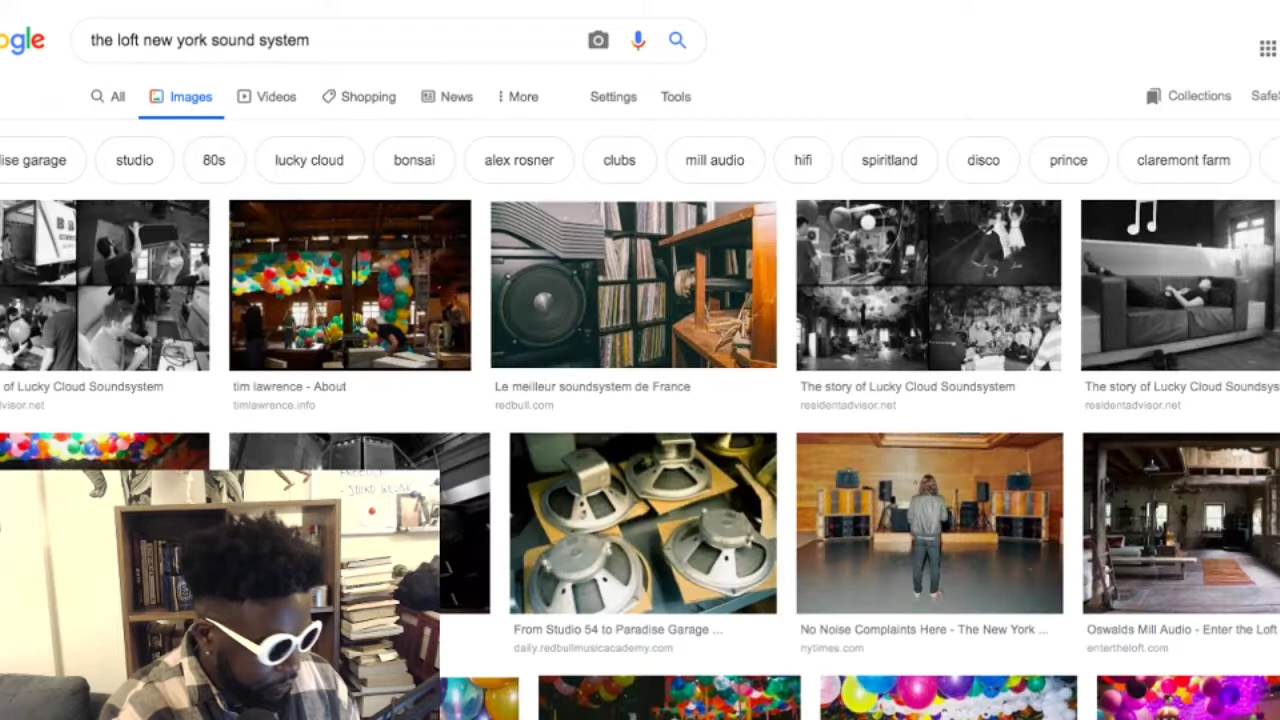 ogle
the loft new york sound system
All
Images
Videos
Shopping
News
More
Settings
Tools
Collections
SafeS
ise garage
studio
80s
lucky cloud
bonsai
alex rosner
clubs
mill audio
hifi
spiritland
disco
prince
claremont farm
of Lucky Cloud Soundsystem
visor.net
tim lawrence - About
timlawrence.info
Le meilleur soundsystem de France
redbull.com
The story of Lucky Cloud Soundsystem
residentadvisor.net
The story of Lucky Cloud Soundsys
residentadvisor.net
From Studio 54 to Paradise Garage ...
daily.redbullmusicacademy.com
No Noise Complaints Here - The New York ...
nytimes.com
Oswalds Mill Audio - Enter the Loft
entertheloft.com